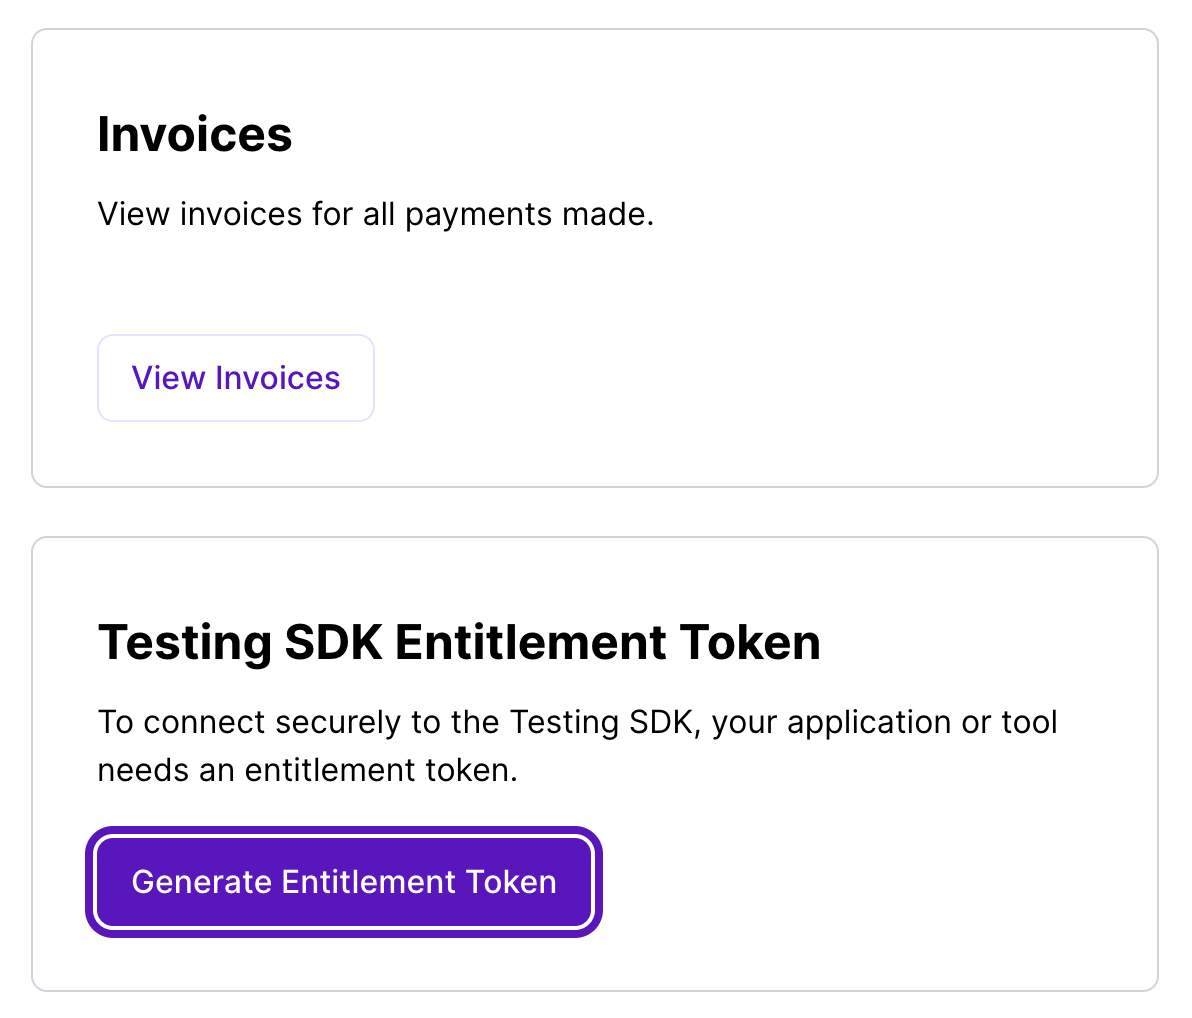 Invoices
View invoices for all payments made.
View Invoices
Testing SDK Entitlement Token
To connect securely to the Testing SDK, your application or tool
needs an entitlement token.
Generate Entitlement Token